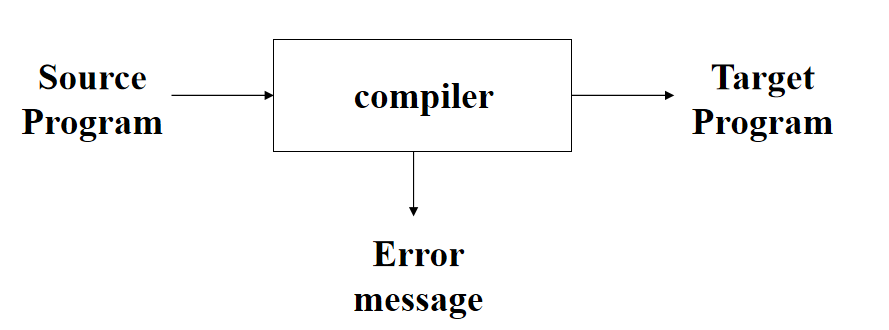 Source
Program
compiler
Target
Program
Error
message